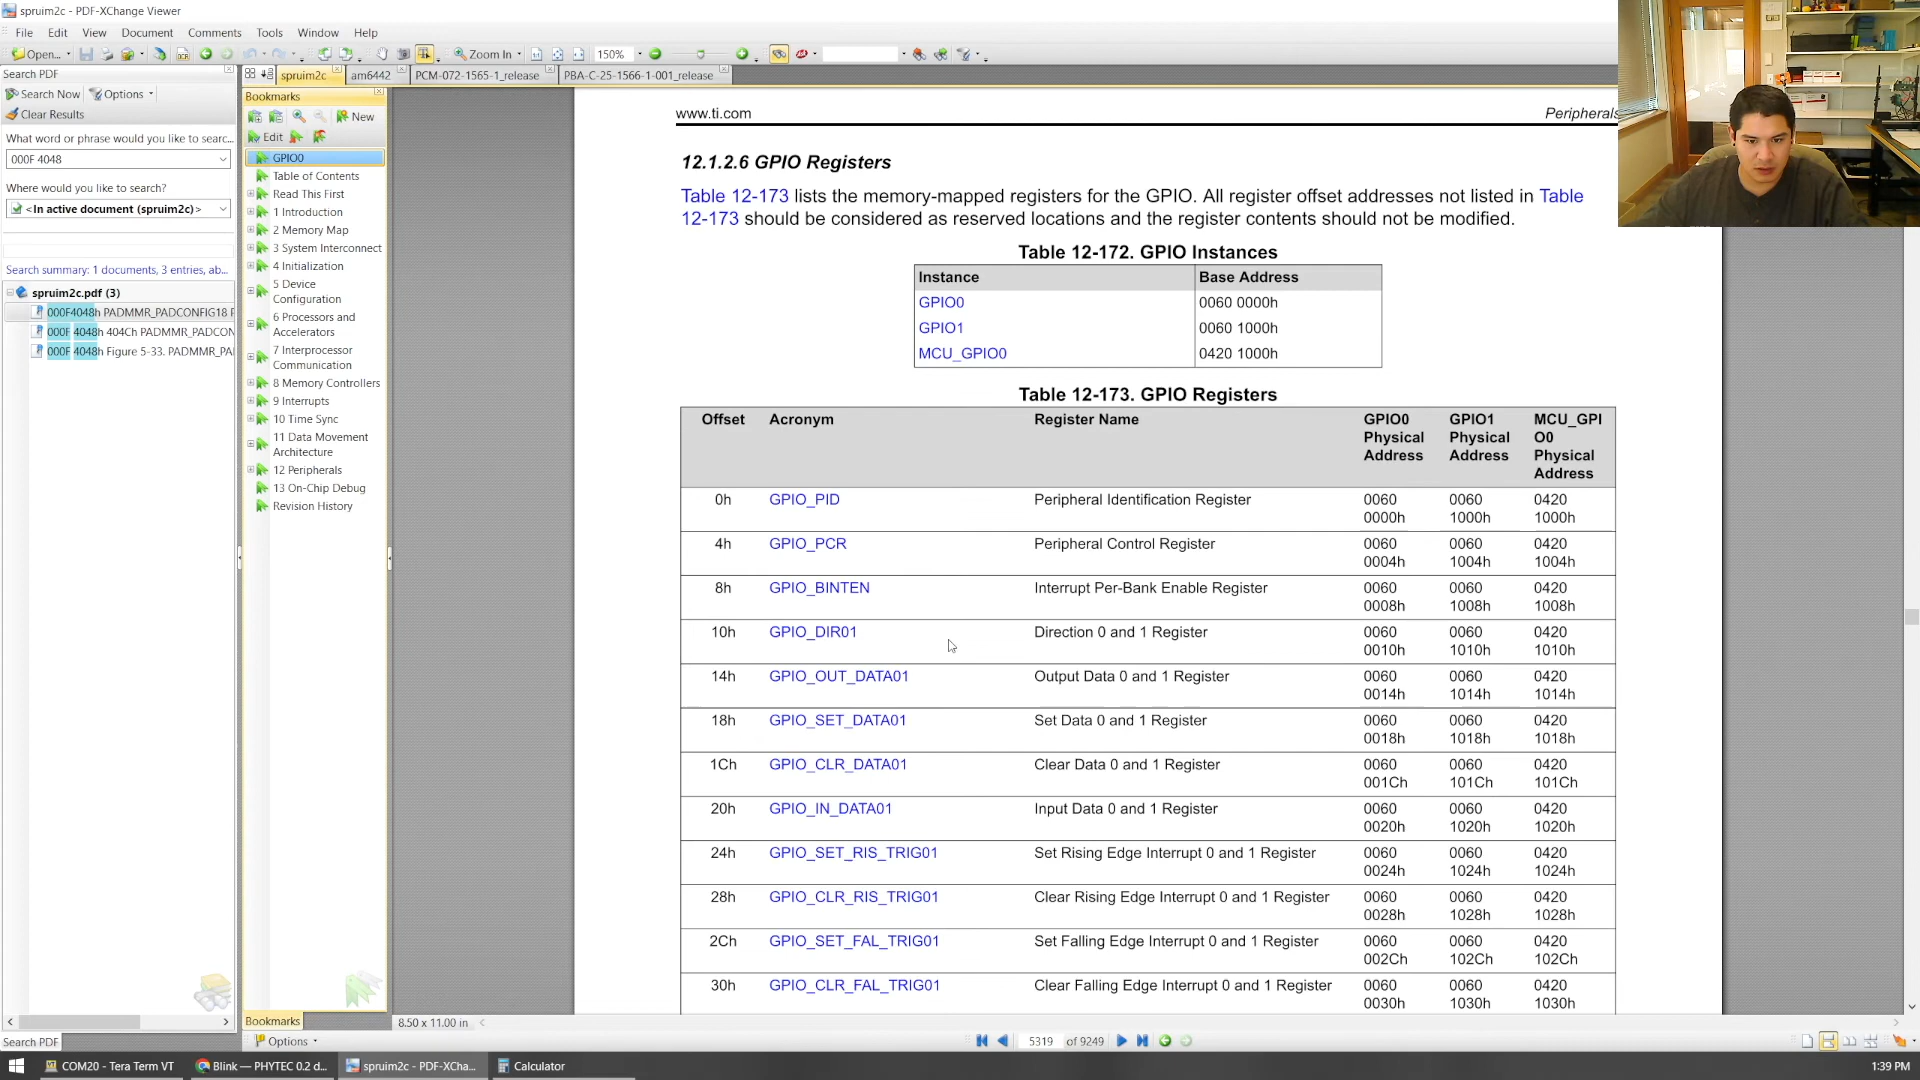 spruim2c - PDF-XChange Viewer
File Edit View Document Comments Tools Window Help
Open... Zoom In 150%
Search PDF
spruim2c am6442 PCM-072-1565-1_release PBA-C-25-1566-1-001_release
Search Now Options
Clear Results
What word or phrase would you like to searc...
000F 4048
Where would you like to search?
<In active document (spruim2c)>
Search summary: 1 documents, 3 entries, ab...
spruim2c.pdf (3)
000F4048h PADMMR_PADCONFIG18 F
000F 4048h 404Ch PADMMR_PADCON
000F 4048h Figure 5-33. PADMMR_PA
Bookmarks
New
Edit
GPIO0
Table of Contents
Read This First
1 Introduction
2 Memory Map
3 System Interconnect
4 Initialization
5 Device
Configuration
6 Processors and
Accelerators
7 Interprocessor
Communication
8 Memory Controllers
9 Interrupts
10 Time Sync
11 Data Movement
Architecture
12 Peripherals
13 On-Chip Debug
Revision History
www.ti.com Peripherals
12.1.2.6 GPIO Registers
Table 12-173 lists the memory-mapped registers for the GPIO. All register offset addresses not listed in Table
12-173 should be considered as reserved locations and the register contents should not be modified.
Table 12-172. GPIO Instances
Instance Base Address
GPIO0 0060 0000h
GPIO1 0060 1000h
MCU_GPIO0 0420 1000h
Table 12-173. GPIO Registers
Offset Acronym Register Name GPIO0 GPIO1 MCU_GPI
Physical Physical O0
Address Address Physical
Address
0h GPIO_PID Peripheral Identification Register 0060 0060 0420
0000h 1000h 1000h
4h GPIO_PCR Peripheral Control Register 0060 0060 0420
0004h 1004h 1004h
8h GPIO_BINTEN Interrupt Per-Bank Enable Register 0060 0060 0420
0008h 1008h 1008h
10h GPIO_DIR01 Direction 0 and 1 Register 0060 0060 0420
0010h 1010h 1010h
14h GPIO_OUT_DATA01 Output Data 0 and 1 Register 0060 0060 0420
0014h 1014h 1014h
18h GPIO_SET_DATA01 Set Data 0 and 1 Register 0060 0060 0420
0018h 1018h 1018h
1Ch GPIO_CLR_DATA01 Clear Data 0 and 1 Register 0060 0060 0420
001Ch 101Ch 101Ch
20h GPIO_IN_DATA01 Input Data 0 and 1 Register 0060 0060 0420
0020h 1020h 1020h
24h GPIO_SET_RIS_TRIG01 Set Rising Edge Interrupt 0 and 1 Register 0060 0060 0420
0024h 1024h 1024h
28h GPIO_CLR_RIS_TRIG01 Clear Rising Edge Interrupt 0 and 1 Register 0060 0060 0420
0028h 1028h 1028h
2Ch GPIO_SET_FAL_TRIG01 Set Falling Edge Interrupt 0 and 1 Register 0060 0060 0420
002Ch 102Ch 102Ch
30h GPIO_CLR_FAL_TRIG01 Clear Falling Edge Interrupt 0 and 1 Register 0060 0060 0420
0030h 1030h 1030h
Bookmarks
8.50 x 11.00 in
Search PDF
Options
5319 of 9249
COM20 - Tera Term VT Blink — PHYTEC 0.2 d... spruim2c - PDF-XCha... Calculator
1:39 PM